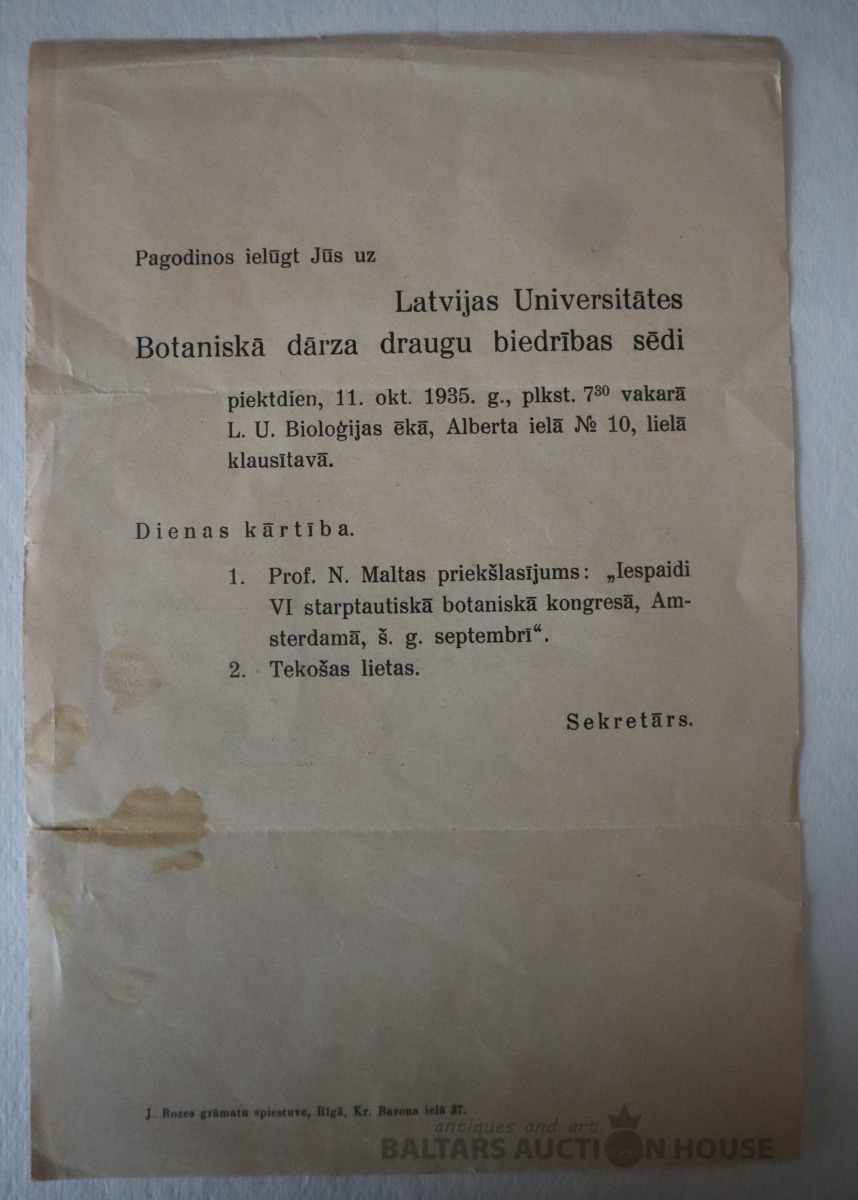 Pagodinos ielūgt Jūs uz
Latvijas Universitātes
Botaniskā dārza draugu biedrības sēdi
piektdien, 11. okt. 1935. g., plkst. 7³⁰ vakarā
L. U. Bioloģijas ēkā, Alberta ielā № 10, lielā
klausītavā.
Dienas kārtība.
1. Prof. N. Maltas priekšlasījums: „Iespaidi
VI starptautiskā botaniskā kongresā, Am-
sterdamā, š. g. septembrī“.
2. Tekošas lietas.
Sekretārs.
J. Rozes grāmatu spiestuve, Rīgā, Kr. Barona ielā 37.
antiques and art
BALTARS AUCTION HOUSE